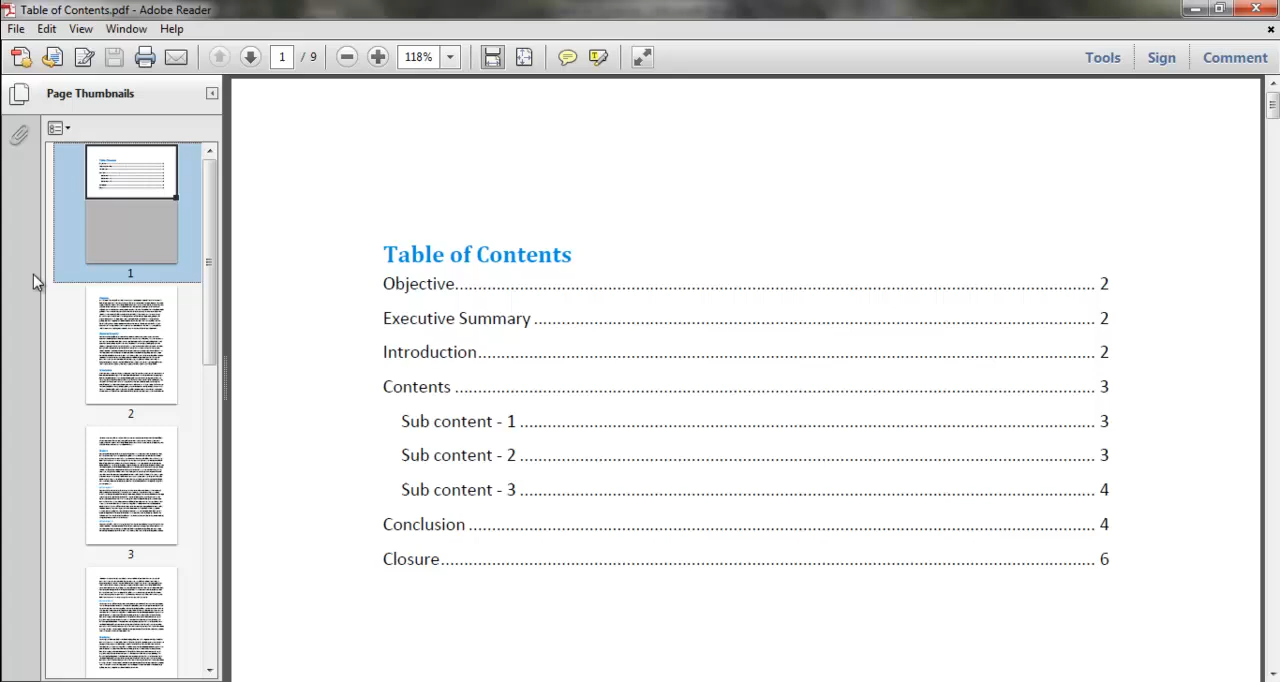 Table of Contents.pdf - Adobe Reader
File Edit View Window Help
1 / 9 118% Tools Sign Comment
Page Thumbnails
1
2
3
Table of Contents
Objective 2
Executive Summary 2
Introduction 3
Contents 3
Sub content - 1 3
Sub content - 2 3
Sub content - 3 4
Conclusion 4
Closure 6